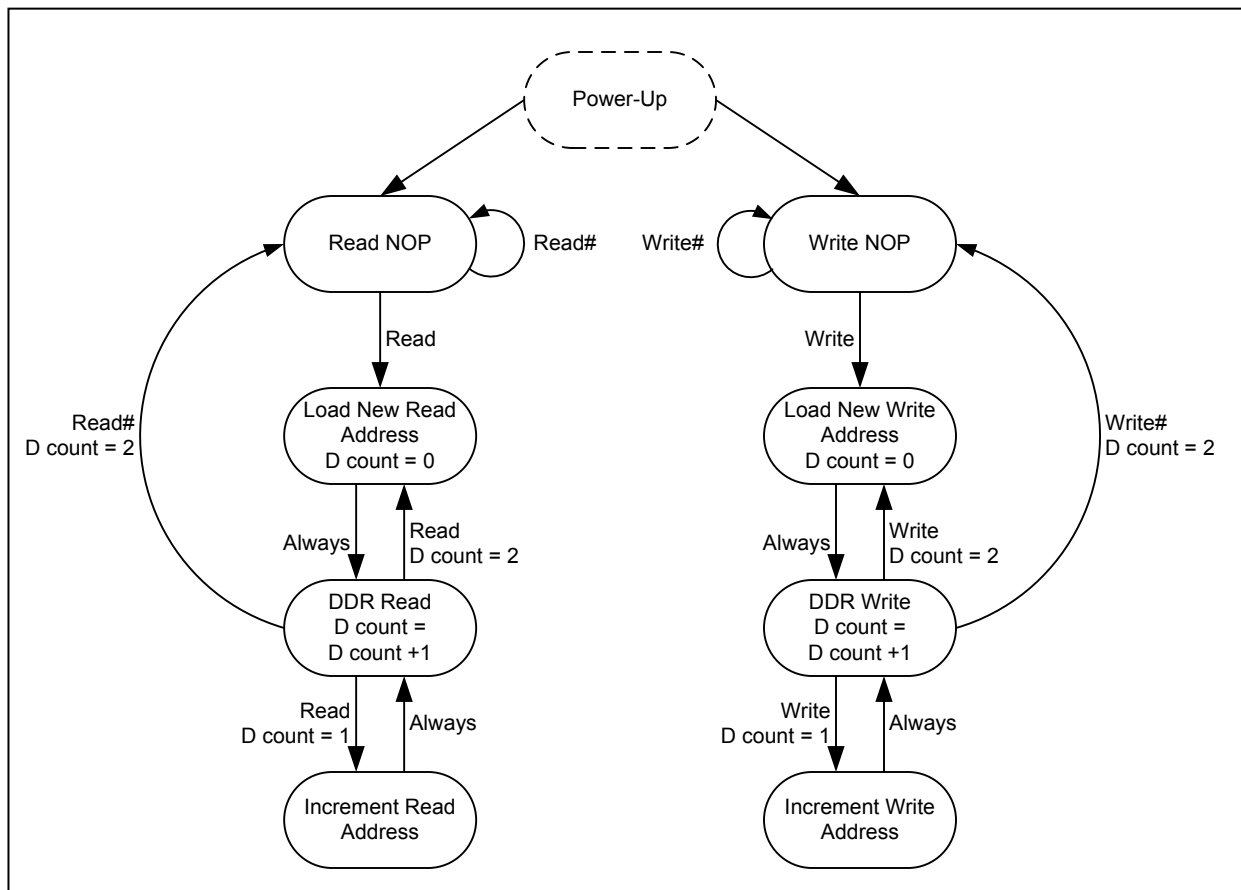 Power-Up
Read NOP
Read#
Write#
Write NOP
Read
Write
Load New Read
Address
D count = 0
Load New Write
Address
D count = 0
Read#
D count = 2
Write#
D count = 2
Always
Read
D count = 2
Always
Write
D count = 2
DDR Read
D count =
D count +1
DDR Write
D count =
D count +1
Read
D count = 1
Always
Write
D count = 1
Always
Increment Read
Address
Increment Write
Address